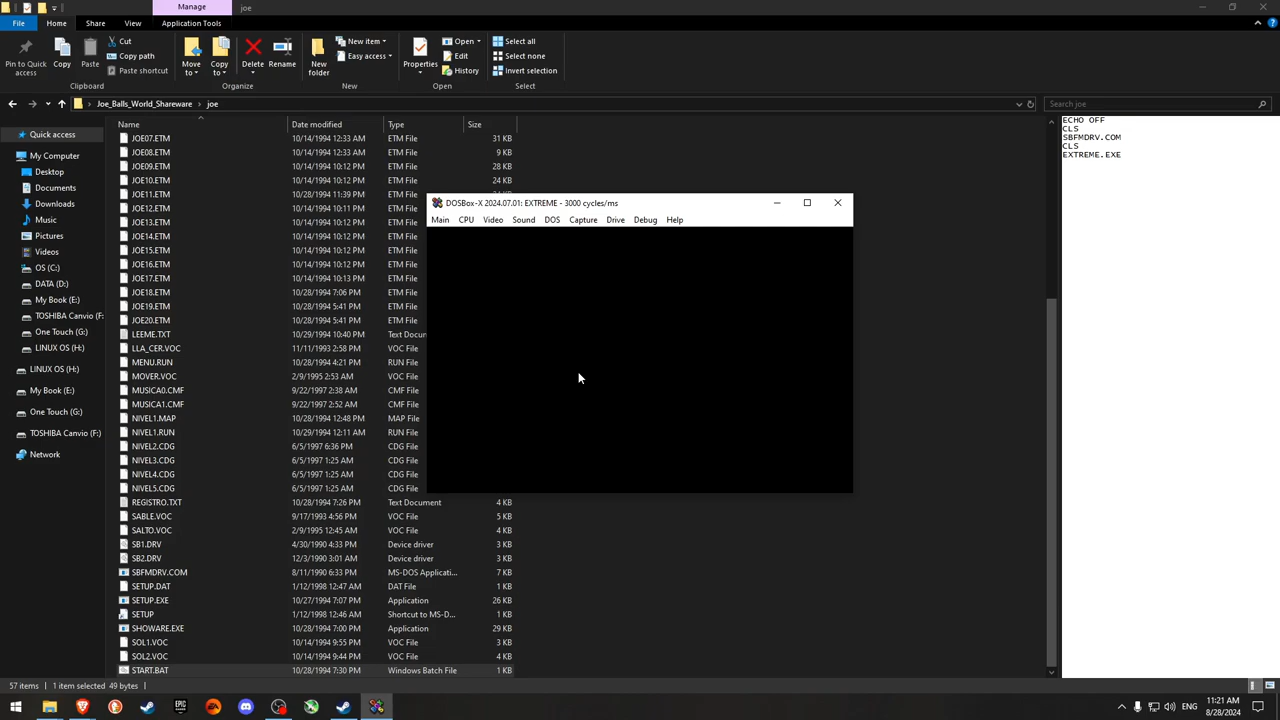 Manage
joe
File
Home
Share
View
Application Tools
Pin to Quick access
Copy
Paste
Cut
Copy path
Paste shortcut
Clipboard
Move to
Copy to
Delete
Rename
Organize
New folder
New item
Easy access
New
Properties
Open
Edit
History
Open
Select all
Select none
Invert selection
Select
Joe_Balls_World_Shareware
joe
Search joe
Name
Date modified
Type
Size
Quick access
My Computer
Desktop
Documents
Downloads
Music
Pictures
Videos
OS (C:)
DATA (D:)
My Book (E:)
TOSHIBA Canvio (F:
One Touch (G:)
LINUX OS (H:)
LINUX OS (H:)
My Book (E:)
One Touch (G:)
TOSHIBA Canvio (F:)
Network
JOE07.ETM 10/14/1994 12:33 AM ETM File 31 KB
JOE08.ETM 10/14/1994 12:33 AM ETM File 9 KB
JOE09.ETM 10/14/1994 10:12 PM ETM File 28 KB
JOE10.ETM 10/14/1994 10:12 PM ETM File 24 KB
JOE11.ETM 10/28/1994 11:39 PM ETM File
JOE12.ETM 10/14/1994 10:11 PM ETM File
JOE13.ETM 10/14/1994 10:12 PM ETM File
JOE14.ETM 10/14/1994 10:12 PM ETM File
JOE15.ETM 10/14/1994 10:12 PM ETM File
JOE16.ETM 10/14/1994 10:12 PM ETM File
JOE17.ETM 10/14/1994 10:13 PM ETM File
JOE18.ETM 10/28/1994 7:06 PM ETM File
JOE19.ETM 10/28/1994 5:41 PM ETM File
JOE20.ETM 10/28/1994 5:41 PM ETM File
LEEME.TXT 10/29/1994 10:40 PM Text Docun
LLA_CER.VOC 11/11/1993 2:58 PM VOC File
MENU.RUN 10/28/1994 4:21 PM RUN File
MOVER.VOC 2/9/1995 2:53 AM VOC File
MUSICA0.CMF 9/22/1997 2:38 AM CMF File
MUSICA1.CMF 9/22/1997 2:52 AM CMF File
NIVEL1.MAP 10/28/1994 12:48 PM MAP File
NIVEL1.RUN 10/29/1994 12:11 AM RUN File
NIVEL2.CDG 6/5/1997 6:36 PM CDG File
NIVEL3.CDG 6/5/1997 1:25 AM CDG File
NIVEL4.CDG 6/5/1997 1:25 AM CDG File
NIVEL5.CDG 6/5/1997 1:25 AM CDG File
REGISTRO.TXT 10/28/1994 7:26 PM Text Document 4 KB
SABLE.VOC 9/17/1993 4:56 PM VOC File 5 KB
SALTO.VOC 2/9/1995 12:45 AM VOC File 4 KB
SB1.DRV 4/30/1990 4:33 PM Device driver 3 KB
SB2.DRV 12/3/1990 3:01 AM Device driver 3 KB
SBFMDRV.COM 8/11/1990 6:33 PM MS-DOS Applicati... 7 KB
SETUP.DAT 1/12/1998 12:47 AM DAT File 1 KB
SETUP.EXE 10/27/1994 7:07 PM Application 26 KB
SETUP 1/12/1998 12:46 AM Shortcut to MS-D... 1 KB
SHOWARE.EXE 10/28/1994 7:00 PM Application 29 KB
SOL1.VOC 10/14/1994 9:55 PM VOC File 3 KB
SOL2.VOC 10/14/1994 9:44 PM VOC File 4 KB
START.BAT 10/28/1994 7:30 PM Windows Batch File 1 KB
DOSBox-X 2024.07.01: EXTREME - 3000 cycles/ms
Main CPU Video Sound DOS Capture Drive Debug Help
ECHO OFF
CLS
SBFMDRV.COM
CLS
EXTREME.EXE
57 items
1 item selected 49 bytes
EPIC
EA
ENG
11:21 AM
8/28/2024